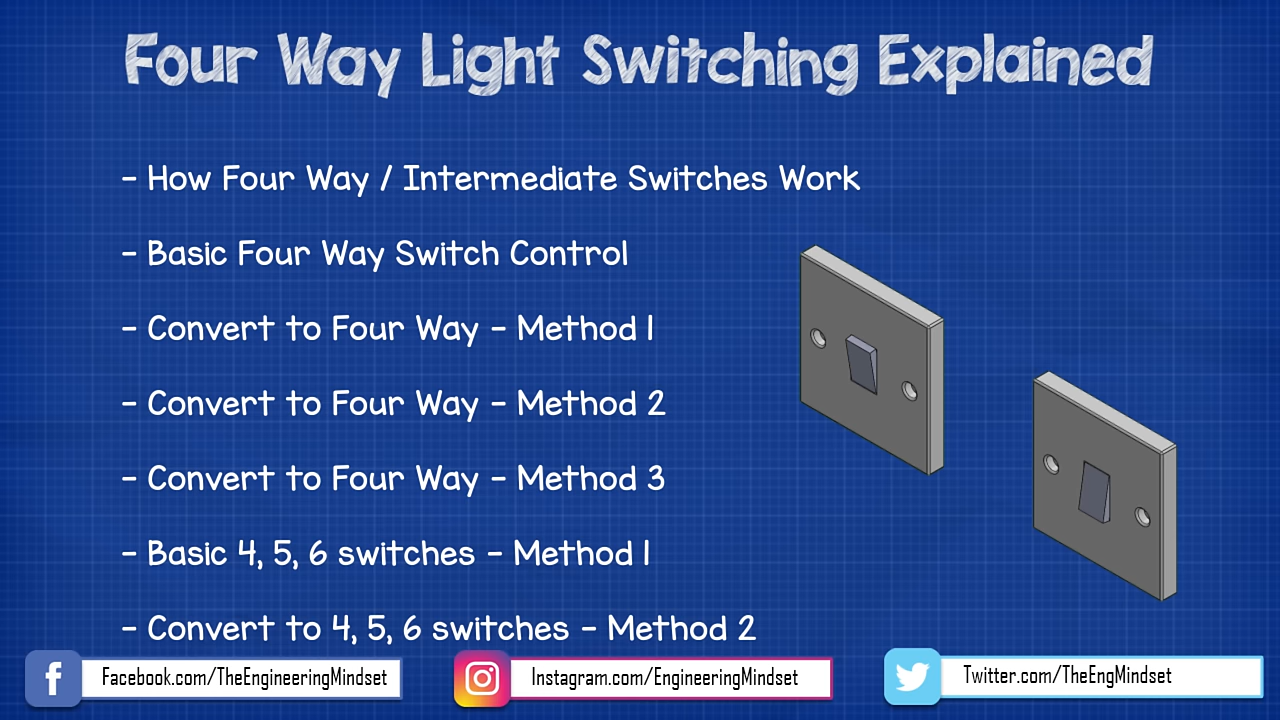 Four Way Light Switching Explained
- How Four Way / Intermediate Switches Work
- Basic Four Way Switch Control
- Convert to Four Way - Method 1
- Convert to Four Way - Method 2
- Convert to Four Way - Method 3
- Basic 4, 5, 6 switches - Method 1
- Convert to 4, 5, 6 switches - Method 2
Facebook.com/TheEngineeringMindset
Instagram.com/EngineeringMindset
Twitter.com/TheEngMindset